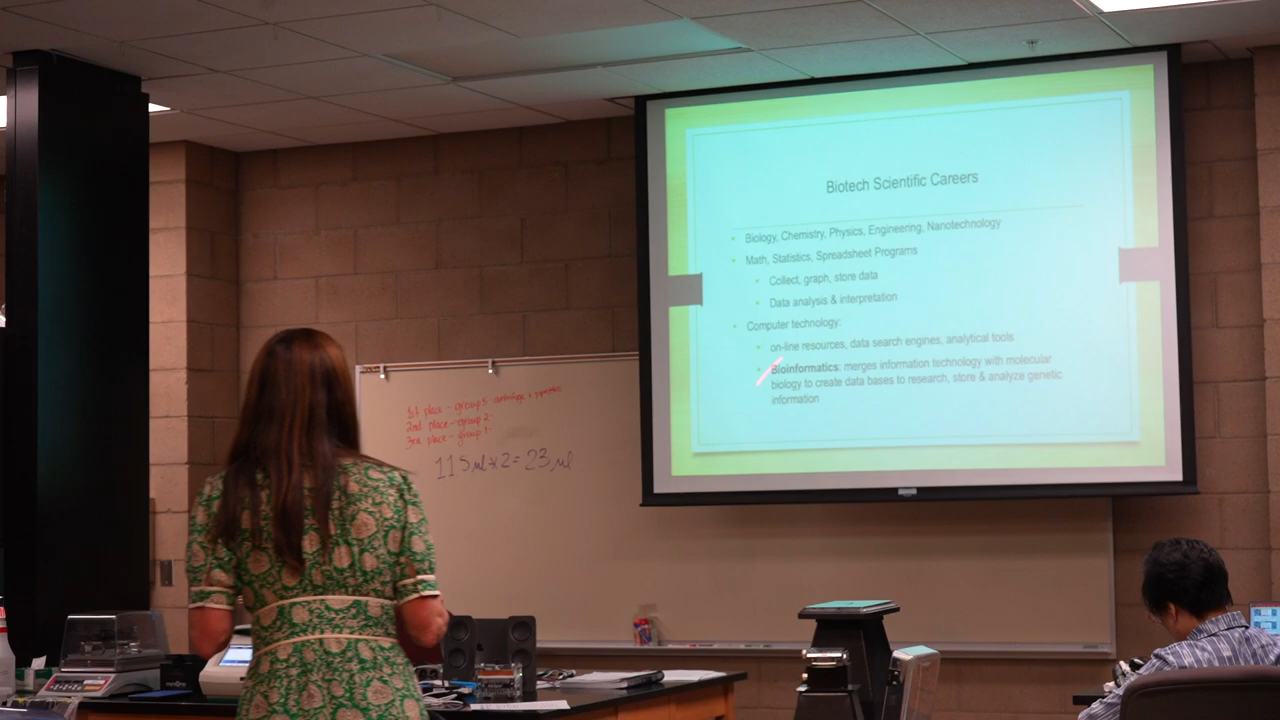 Biotech Scientific Careers
Biology, Chemistry, Physics, Engineering, Nanotechnology
Math, Statistics, Spreadsheet Programs
Collect, graph, store data
Data analysis & interpretation
Computer technology:
on-line resources, data search engines, analytical tools
Bioinformatics: merges information technology with molecular
biology to create data bases to research, store & analyze genetic
information
1st place - group 5 - centrifuge +
2nd place - group 2
3rd place - group 1
11.5 µl x 2 = 23 µl